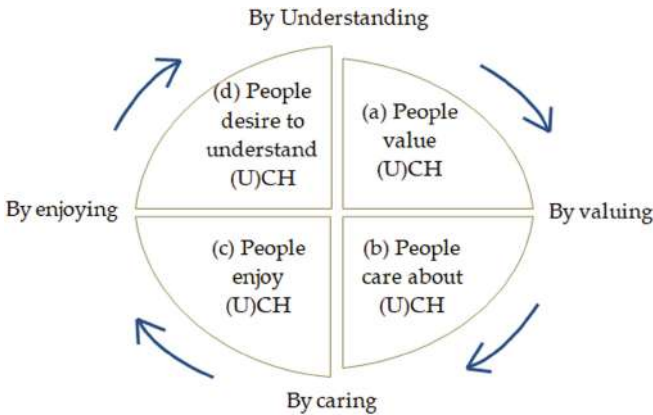 By Understanding
(d) People
desire to
understand
(U)CH
(a) People
value
(U)CH
By enjoying
By valuing
(c) People
enjoy
(U)CH
(b) People
care about
(U)CH
By caring